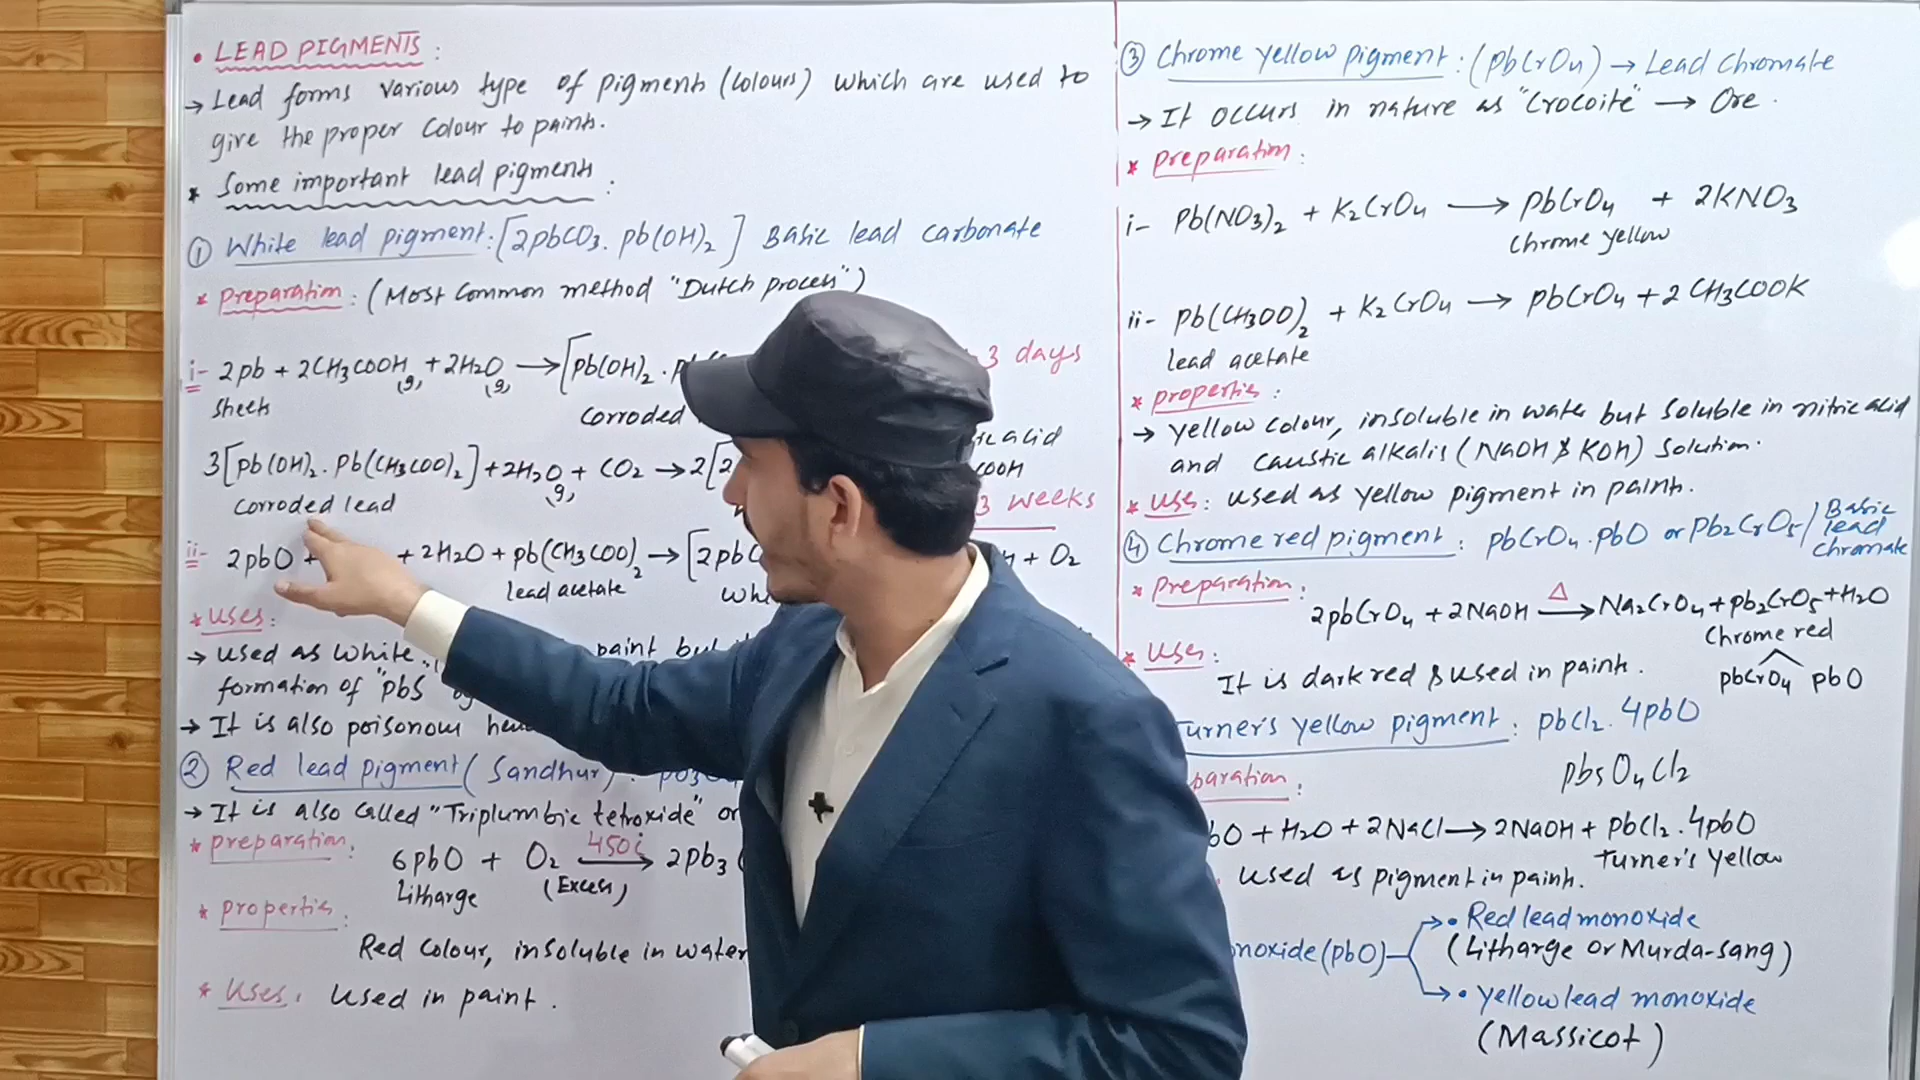 • LEAD PIGMENTS :
→ Lead forms various type of pigments (colours) which are used to
give the proper colour to paints.
* Some important lead pigments :
① White lead pigment : [2pbCO3. pb(OH)2] Basic lead carbonate
* preparation : (Most common method "Dutch process")
i- 2pb + 2CH3COOH(g) + 2H2O(g) → [pb(OH)2 . p
3 days
Sheets
corroded
acid
3[pb(OH)2 . Pb(CH3COO)2] + 2H2O(g) + CO2 → 2[2
COOH
corroded lead
3 weeks
ii- 2pbO + + 2H2O + pb(CH3COO)2 → [2pbC + O2
lead acetate
* uses :
→ used as white paint but
formation of "pbs"
→ It is also poisonous
② Red lead pigment (Sandhur) :
→ It is also called "Triplumbic tetroxide" or
* preparation :
6pbO + O2 450°C → 2pb3
Litharge (Excess)
* properties :
Red colour, insoluble in water
* Uses : Used in paint .
③ Chrome yellow pigment : (pbCrO4) → Lead chromate
→ It occurs in nature as "Crocoite" → Ore .
* preparation :
i- Pb(NO3)2 + K2CrO4 → pbCrO4 + 2KNO3
Chrome yellow
ii- pb(CH3OO)2 + K2CrO4 → pbCrO4 + 2 CH3COOK
lead acetate
* properties :
→ yellow colour, insoluble in water but soluble in nitric acid
and caustic alkalis (NaOH & KOH) solution.
* use : used as yellow pigment in paints.
④ Chrome red pigment : pbCrO4.pbO or pb2CrO5 / Basic lead chromate
* preparation :
2pbCrO4 + 2NaOH Δ → Na2CrO4 + pb2CrO5 + H2O
Chrome red
* uses :
It is dark red & used in paints.
pbCrO4 pbO
urner's yellow pigment : pbCl2. 4pbO
pb5O4Cl2
paration :
bO + H2O + 2NaCl → 2NaOH + pbCl2.4pbO
Turner's yellow
used as pigment in paints.
noxide (pbO)
→ • Red lead monoxide
(Litharge or Murda-sang)
→ • yellow lead monoxide
(Massicot)